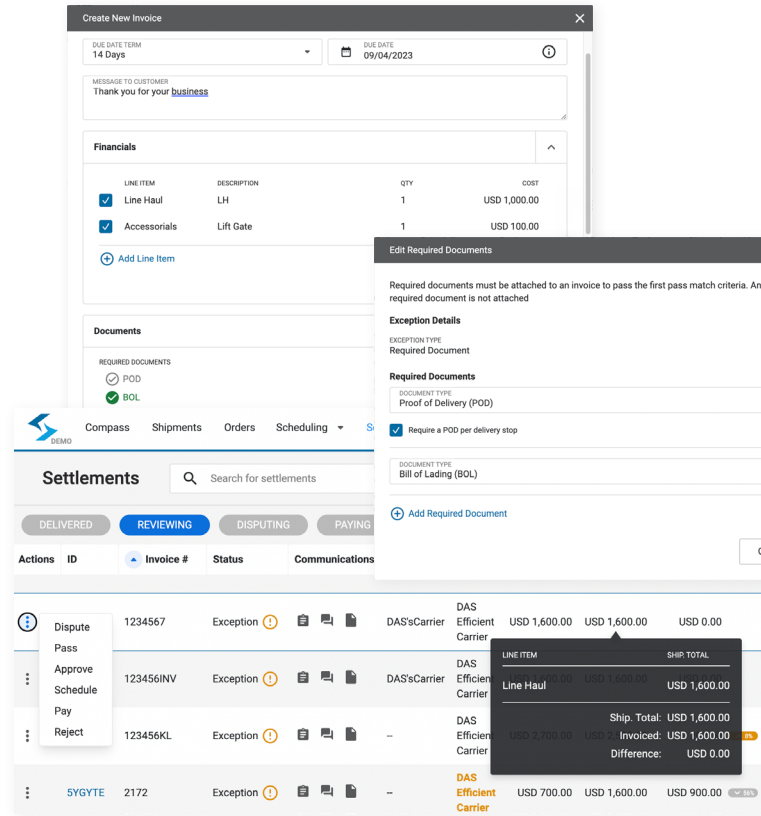 Create New Invoice
DUE DATE TERM
14 Days
DUE DATE
09/04/2023
MESSAGE TO CUSTOMER
Thank you for your business
Financials
LINE ITEM DESCRIPTION QTY COST
Line Haul LH 1 USD 1,000.00
Accessorials Lift Gate 1 USD 100.00
Add Line Item
Documents
REQUIRED DOCUMENTS
POD
BOL
Edit Required Documents
Required documents must be attached to an invoice to pass the first pass match criteria. An
required document is not attached
Exception Details
EXCEPTION TYPE
Required Document
Required Documents
DOCUMENT TYPE
Proof of Delivery (POD)
Require a POD per delivery stop
DOCUMENT TYPE
Bill of Lading (BOL)
Add Required Document
DEMO
Compass Shipments Orders Scheduling
Settlements
Search for settlements
DELIVERED REVIEWING DISPUTING PAYING
Actions ID Invoice # Status Communications
1234567 Exception DAS'sCarrier DAS Efficient Carrier USD 1,600.00 USD 1,600.00 USD 0.00
Dispute
Pass
Approve
Schedule
Pay
Reject
123456INV Exception DAS'sCarrier DAS Efficient Carrier
123456KL Exception -- DAS Efficient Carrier USD 2,700.00 8%
5YGYTE 2172 Exception -- DAS Efficient Carrier USD 700.00 USD 1,600.00 USD 900.00 56%
LINE ITEM SHIP. TOTAL
Line Haul USD 1,600.00
Ship. Total: USD 1,600.00
Invoiced: USD 1,600.00
Difference: USD 0.00